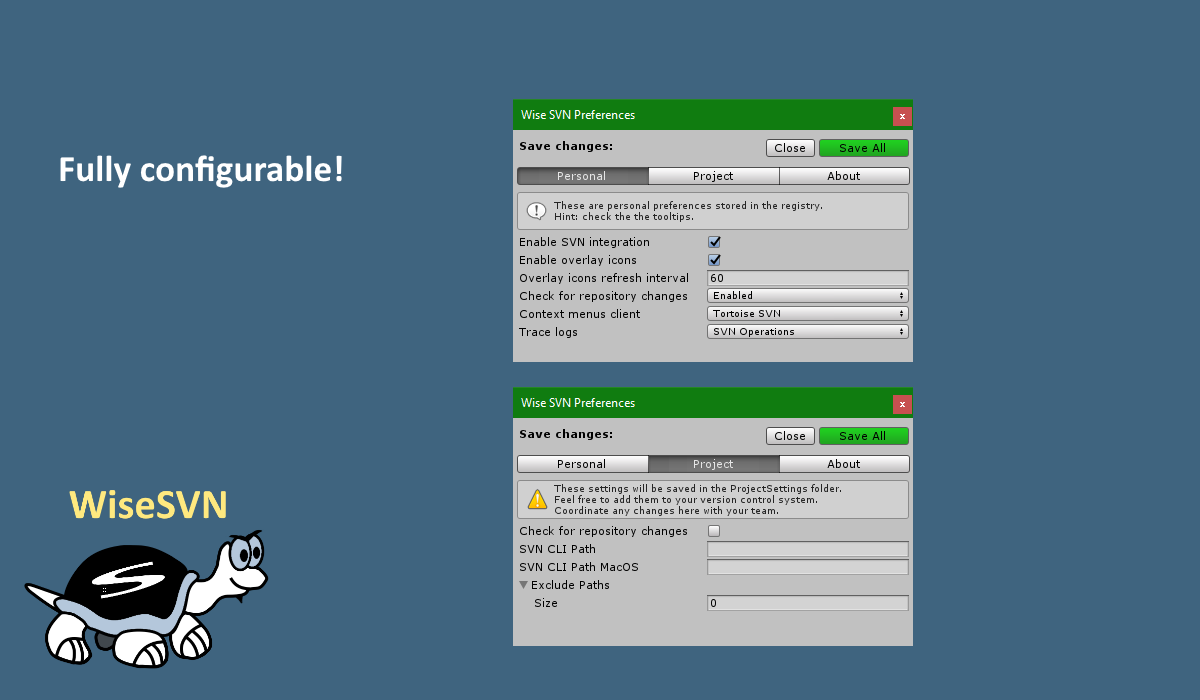 Fully configurable!
Wise SVN Preferences
x
Save changes:
Close
Save All
Personal
Project
About
These are personal preferences stored in the registry.
Hint: check the the tooltips.
Enable SVN integration
Enable overlay icons
Overlay icons refresh interval
60
Check for repository changes
Enabled
Context menus client
Tortoise SVN
Trace logs
SVN Operations
Wise SVN Preferences
x
Save changes:
Close
Save All
Personal
Project
About
These settings will be saved in the ProjectSettings folder.
Feel free to add them to your version control system.
Coordinate any changes here with your team.
Check for repository changes
SVN CLI Path
SVN CLI Path MacOS
Exclude Paths
Size
0
WiseSVN